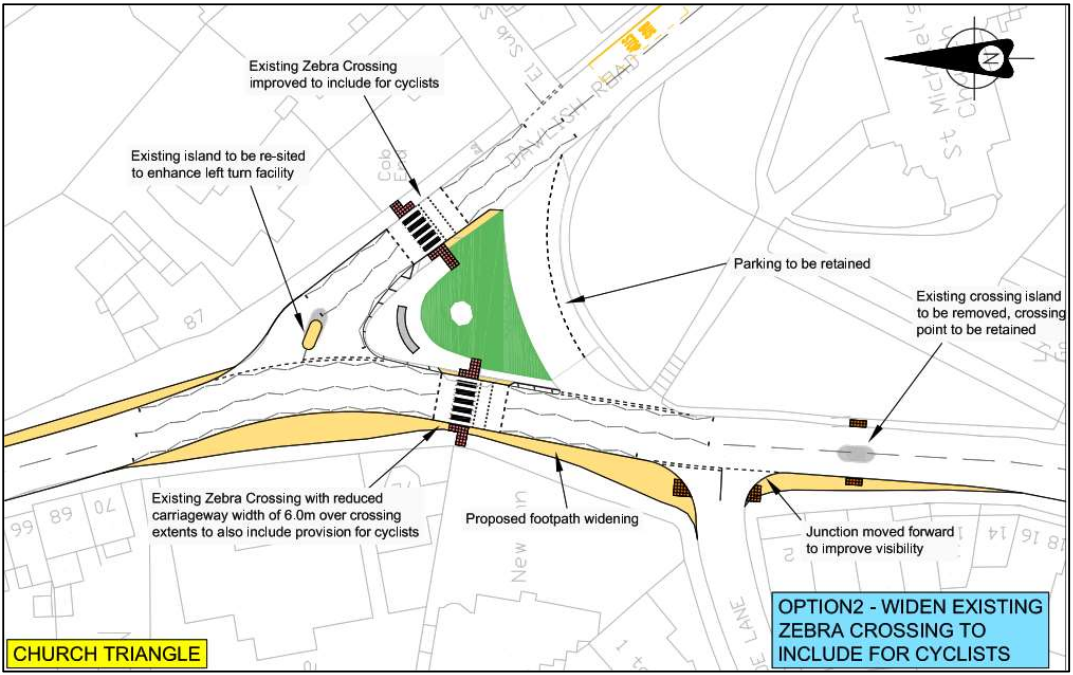 Existing Zebra Crossing
improved to include for cyclists
Existing island to be re-sited
to enhance left turn facility
El Sub S
DAWLISH ROAD
St Michael's
Church
N
Cob
87
Parking to be retained
Existing crossing island
to be removed, crossing
point to be retained
Existing Zebra Crossing with reduced
carriageway width of 6.0m over crossing
extents to also include provision for cyclists
Proposed footpath widening
Junction moved forward
to improve visibility
66
68
70
New Inn
2
14
16
18
1
LANE
CHURCH TRIANGLE
OPTION2 - WIDEN EXISTING
ZEBRA CROSSING TO
INCLUDE FOR CYCLISTS